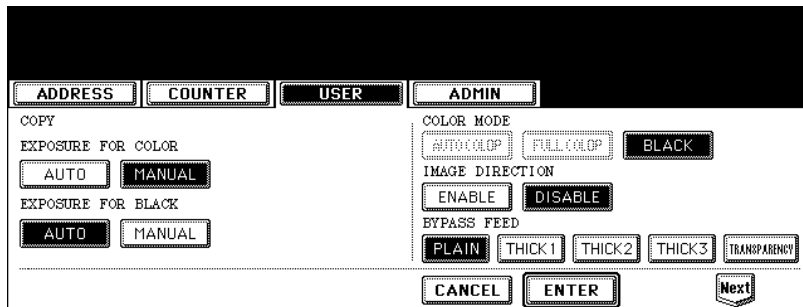 ADDRESS COUNTER USER ADMIN
COPY
EXPOSURE FOR COLOR
AUTO MANUAL
EXPOSURE FOR BLACK
AUTO MANUAL
COLOR MODE
AUTO COLOR FULL COLOR BLACK
IMAGE DIRECTION
ENABLE DISABLE
BYPASS FEED
PLAIN THICK1 THICK2 THICK3 TRANSPARENCY
CANCEL ENTER Next